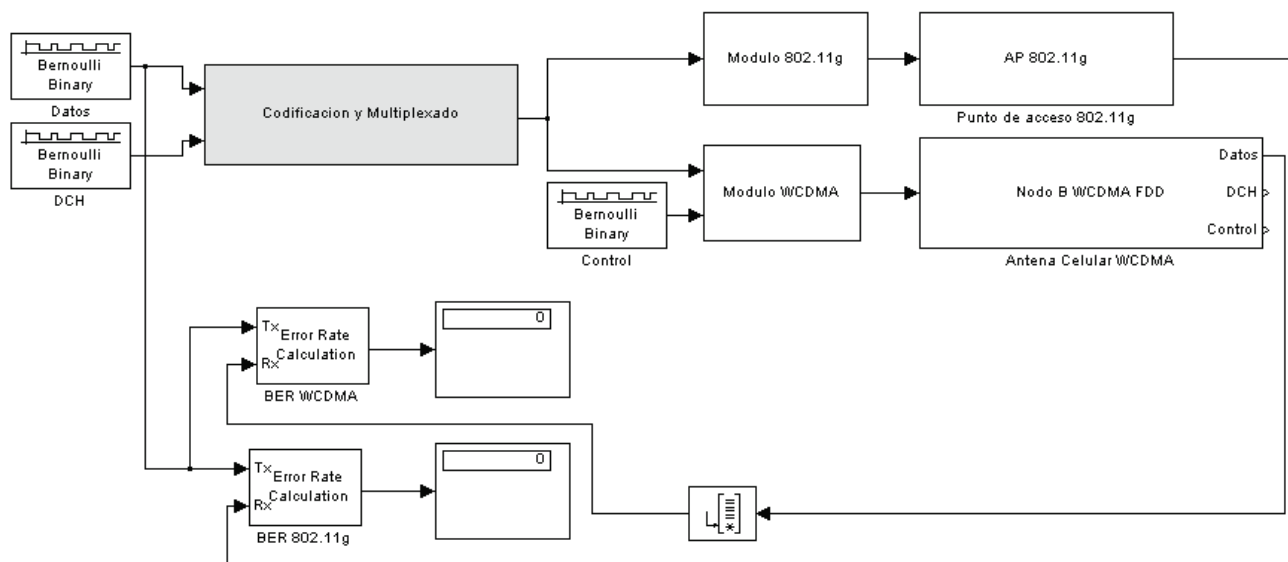 Bernoulli
Binary
Datos
Bernoulli
Binary
DCH
Codificacion y Multiplexado
Modulo 802.11g
AP 802.11g
Punto de acceso 802.11g
Bernoulli
Binary
Control
Modulo WCDMA
Nodo B WCDMA FDD
Datos
DCH
Control
Antena Celular WCDMA
Tx
Rx
Error Rate
Calculation
BER WCDMA
0
Tx
Rx
Error Rate
Calculation
BER 802.11g
0